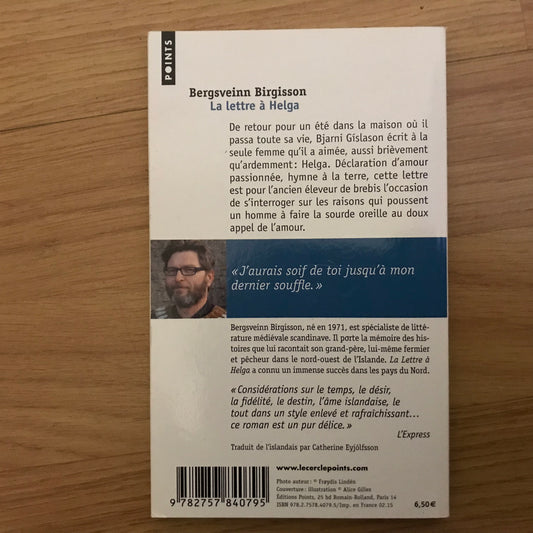 POINTS
Bergsveinn Birgisson
La lettre à Helga
De retour pour un été dans la maison où il
passa toute sa vie, Bjarni Gíslason écrit à la
seule femme qu'il a aimée, aussi brièvement
qu'ardemment : Helga. Déclaration d'amour
passionnée, hymne à la terre, cette lettre
est pour l'ancien éleveur de brebis l'occasion
de s'interroger sur les raisons qui poussent
un homme à faire la sourde oreille au doux
appel de l'amour.
« J'aurais soif de toi jusqu'à mon
dernier souffle. »
Bergsveinn Birgisson, né en 1971, est spécialiste de litté-
rature médiévale scandinave. Il porte la mémoire des his-
toires que lui racontait son grand-père, lui-même fermier
et pêcheur dans le nord-ouest de l'Islande. La Lettre à
Helga a connu un immense succès dans les pays du Nord.
« Considérations sur le temps, le désir,
la fidélité, le destin, l'âme islandaise, le
tout dans un style enlevé et rafraîchissant...
ce roman est un pur délice. »
L'Express
Traduit de l'islandais par Catherine Eyjólfsson
www.lecerclepoints.com
Photo auteur : © Frøydis Lindén
Couverture : illustration © Alice Gilles
Éditions Points, 25 bd Romain-Rolland, Paris 14
ISBN 978.2.7578.4079.5/Imp. en France 02.15
6,50€
9 782757 840795